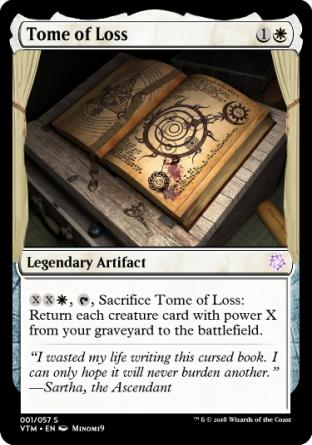 Tome of Loss 1
Legendary Artifact
X X , , Sacrifice Tome of Loss:
Return each creature card with power X
from your graveyard to the battlefield.
“I wasted my life writing this cursed book. I
can only hope it will never burden another.”
—Sartha, the Ascendant
001/057 S
VTM • EN Minomi9
™ & © 2018 Wizards of the Coast